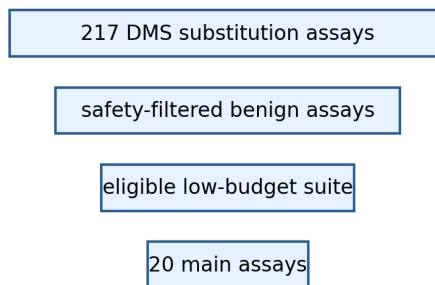 217 DMS substitution assays
safety-filtered benign assays
eligible low-budget suite
20 main assays